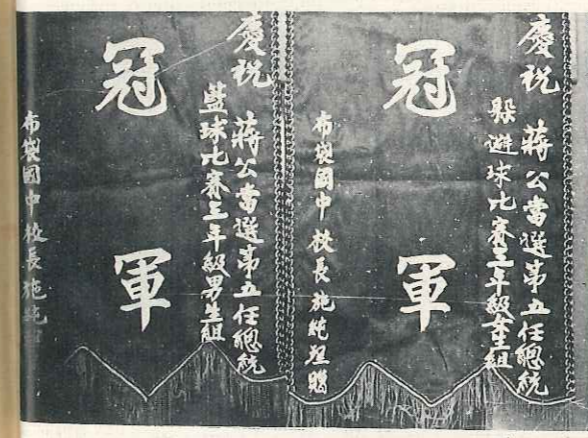 慶祝 蔣公當選第五任總統
躲避球比賽三年級女生組
冠軍
布袋國中校長施純贈
慶祝 蔣公當選第五任總統
藍球比賽三年級男生組
冠軍
布袋國中校長施純